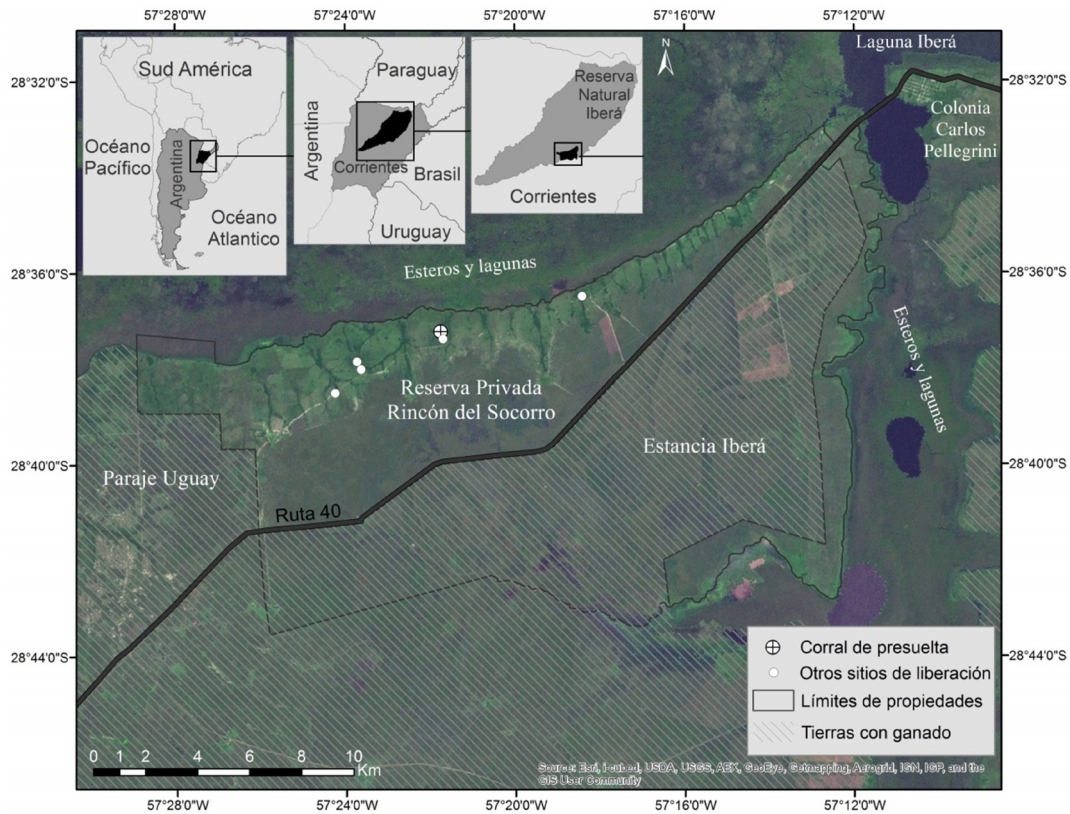 57°28'0"W
57°24'0"W
57°20'0"W
57°16'0"W
57°12'0"W
Sud América
Océano
Pacífico
Argentina
Océano
Atlantico
Paraguay
Argentina
Corrientes
Brasil
Uruguay
Reserva
Natural
Iberá
Corrientes
N
Laguna Iberá
Colonia
Carlos
Pellegrini
28°32'0"S
28°32'0"S
Esteros y lagunas
28°36'0"S
28°36'0"S
Esteros y lagunas
Reserva Privada
Rincón del Socorro
Estancia Iberá
Paraje Uguay
28°40'0"S
28°40'0"S
Ruta 40
28°44'0"S
28°44'0"S
Corral de presuelta
Otros sitios de liberación
Límites de propiedades
Tierras con ganado
0 1 2 4 6 8 10
Km
Source: Esri, i-cubed, USDA, USGS, AEX, GeoEye, Getmapping, Aerogrid, IGN, IGP, and the
GIS User Community
57°28'0"W
57°24'0"W
57°20'0"W
57°16'0"W
57°12'0"W